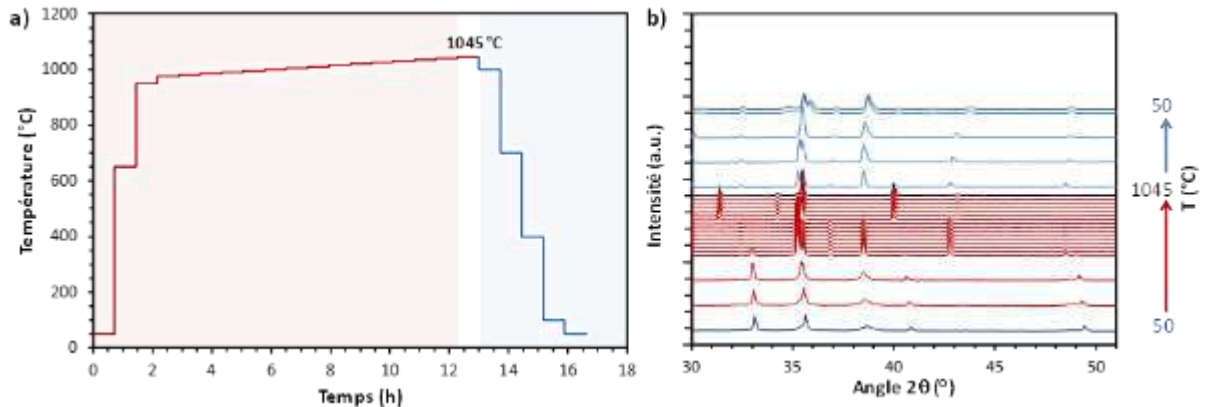 a)
1200
1000
800
600
400
200
0
Température (°C)
1045 °C
0 2 4 6 8 10 12 14 16 18
Temps (h)
b)
Intensité (a.u.)
30 35 40 45 50
Angle 2θ (°)
50
1045
50
T (°C)